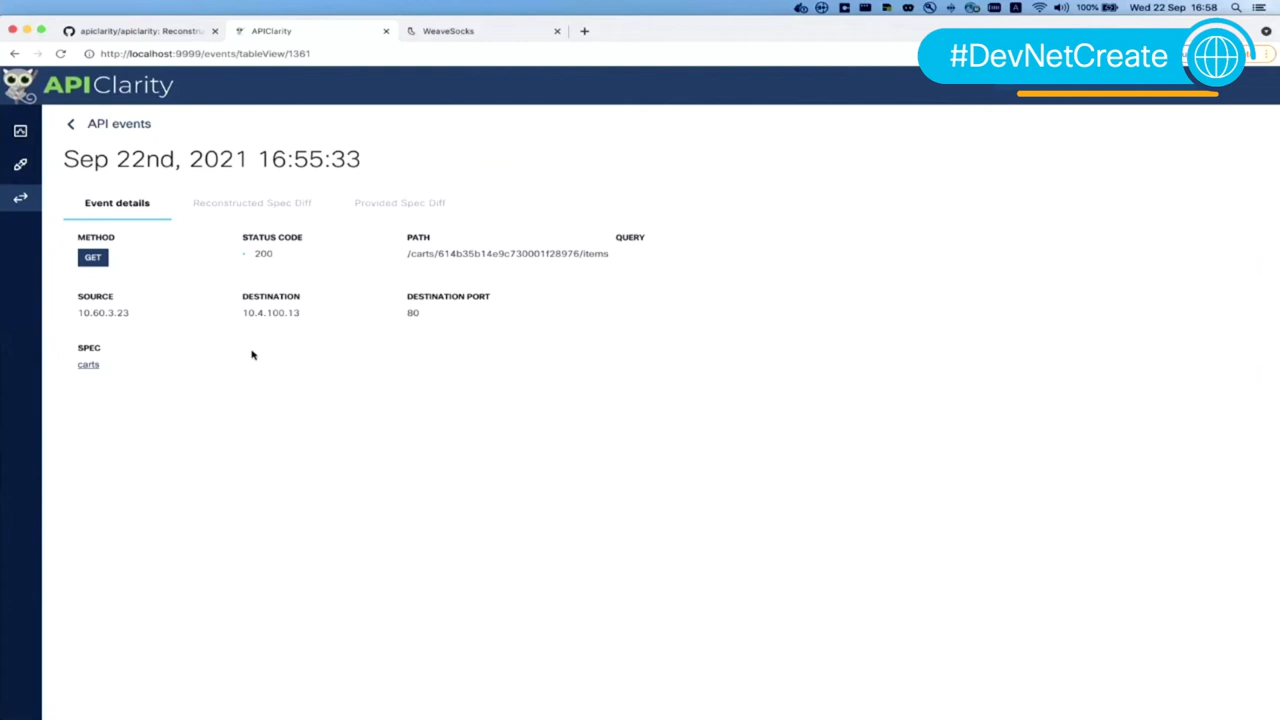 100%
Wed 22 Sep 16:58
apiclarity/apiclarity: Reconstru
APIClarity
WeaveSocks
http://localhost:9999/events/tableView/1361
#DevNetCreate
APIClarity
API events
Sep 22nd, 2021 16:55:33
Event details
Reconstructed Spec Diff
Provided Spec Diff
METHOD
STATUS CODE
PATH
QUERY
GET
200
/carts/614b35b14e9c730001f28976/items
SOURCE
DESTINATION
DESTINATION PORT
10.60.3.23
10.4.100.13
80
SPEC
carts